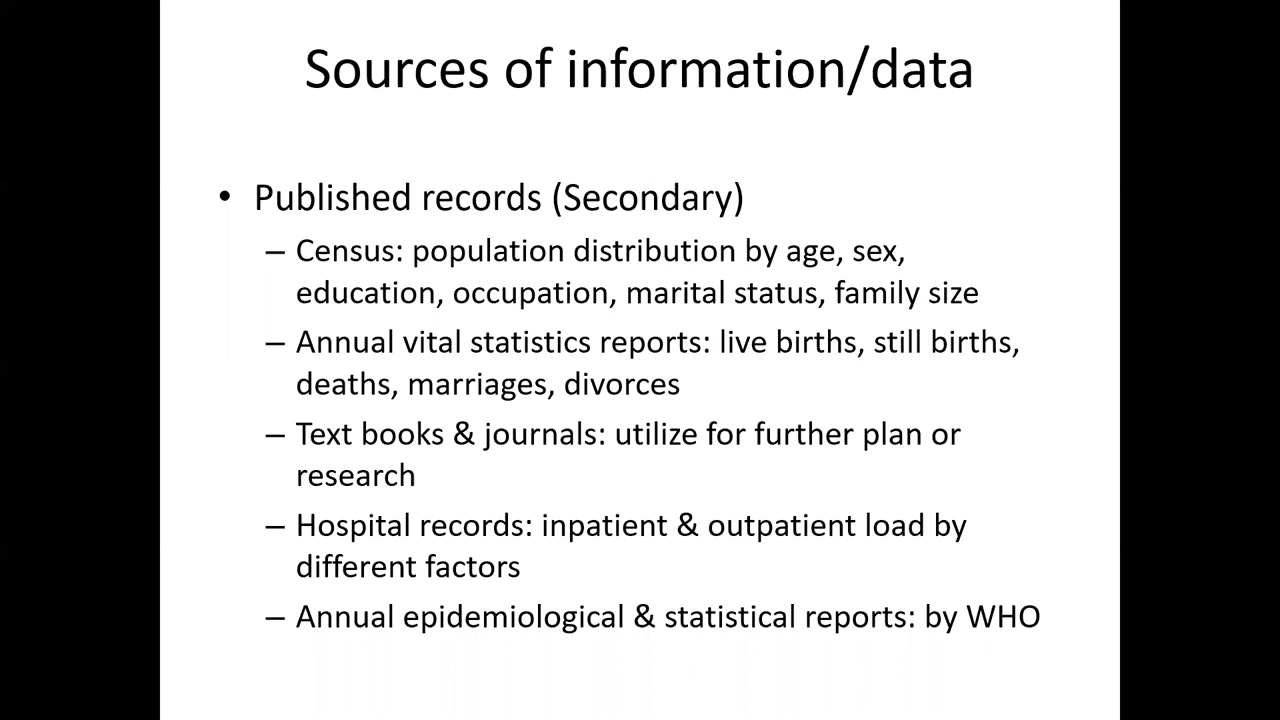 Sources of information/data
• Published records (Secondary)
– Census: population distribution by age, sex,
education, occupation, marital status, family size
– Annual vital statistics reports: live births, still births,
deaths, marriages, divorces
– Text books & journals: utilize for further plan or
research
– Hospital records: inpatient & outpatient load by
different factors
– Annual epidemiological & statistical reports: by WHO